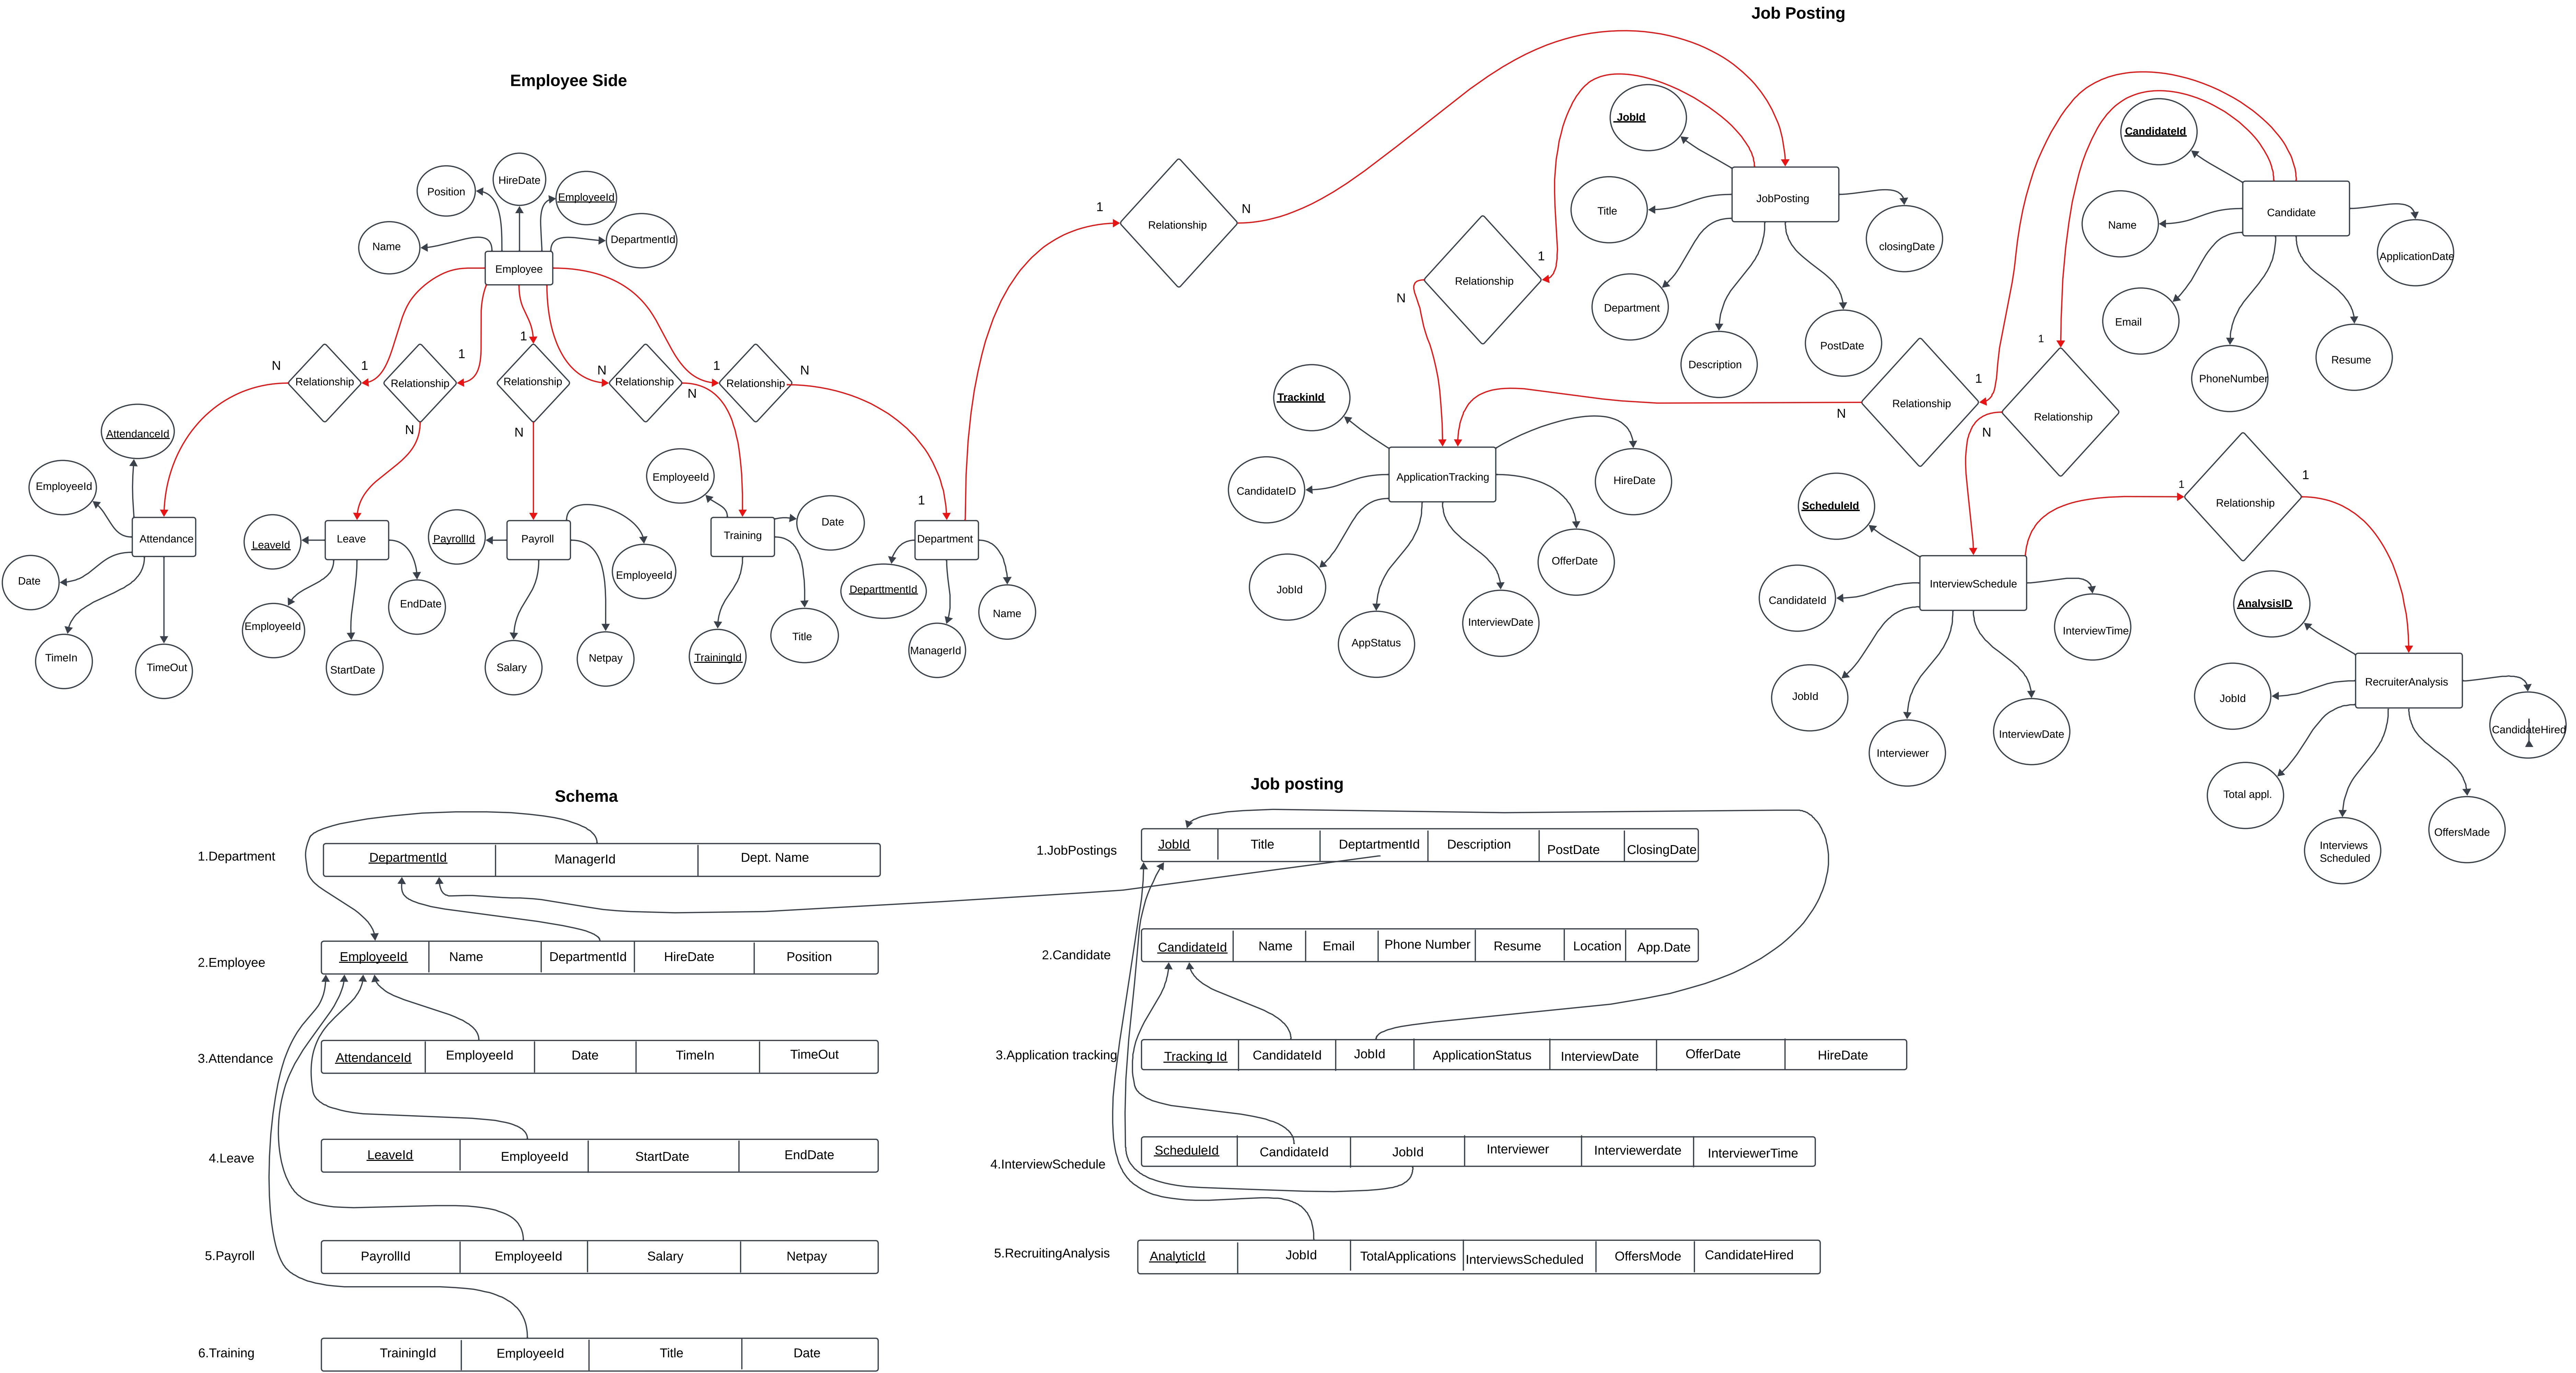 Job Posting
Employee Side
Position
HireDate
EmployeeId
Name
DepartmentId
Employee
Relationship
Relationship
Relationship
Relationship
Relationship
1
N
1
N
1
N
N
N
1
N
1
AttendanceId
EmployeeId
Attendance
Date
TimeIn
TimeOut
LeaveId
Leave
EmployeeId
StartDate
EndDate
PayrollId
Payroll
EmployeeId
Salary
Netpay
EmployeeId
Training
Date
TrainingId
Title
Department
DeparttmentId
ManagerId
Name
1
Relationship
N
JobId
Title
JobPosting
closingDate
Department
Description
PostDate
Relationship
1
N
CandidateId
Name
Candidate
ApplicationDate
Email
PhoneNumber
Resume
1
Relationship
N
1
Relationship
N
TrackinId
CandidateID
ApplicationTracking
HireDate
JobId
AppStatus
InterviewDate
OfferDate
ScheduleId
CandidateId
InterviewSchedule
InterviewTime
JobId
Interviewer
InterviewDate
1
Relationship
1
AnalysisID
JobId
RecruiterAnalysis
CandidateHired
Total appl.
Interviews
Scheduled
OffersMade
Schema
1.Department
DepartmentId
ManagerId
Dept. Name
2.Employee
EmployeeId
Name
DepartmentId
HireDate
Position
3.Attendance
AttendanceId
EmployeeId
Date
TimeIn
TimeOut
4.Leave
LeaveId
EmployeeId
StartDate
EndDate
5.Payroll
PayrollId
EmployeeId
Salary
Netpay
6.Training
TrainingId
EmployeeId
Title
Date
Job posting
1.JobPostings
JobId
Title
DeptartmentId
Description
PostDate
ClosingDate
2.Candidate
CandidateId
Name
Email
Phone Number
Resume
Location
App.Date
3.Application tracking
Tracking Id
CandidateId
JobId
ApplicationStatus
InterviewDate
OfferDate
HireDate
4.InterviewSchedule
ScheduleId
CandidateId
JobId
Interviewer
Interviewerdate
InterviewerTime
5.RecruitingAnalysis
AnalyticId
JobId
TotalApplications
InterviewsScheduled
OffersMode
CandidateHired